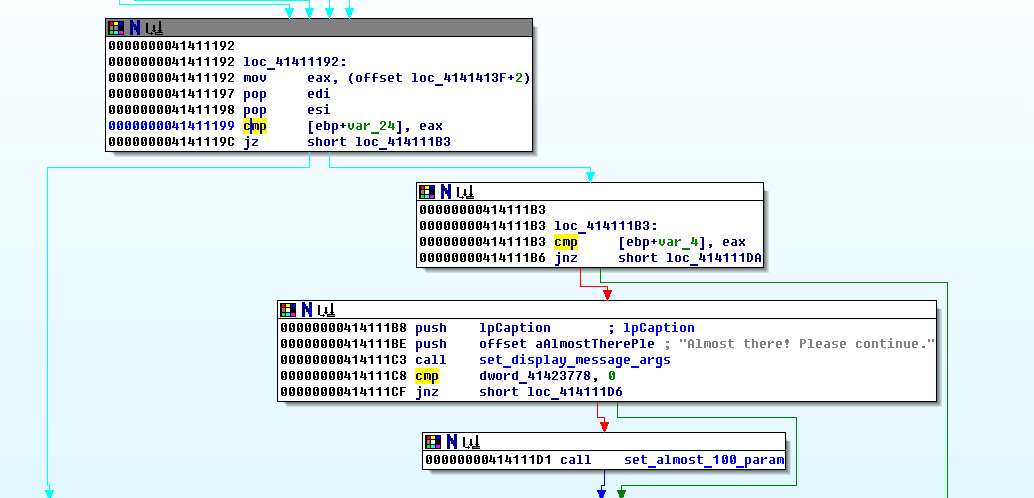 0000000041411192
0000000041411192 loc_41411192:
0000000041411192 mov eax, (offset loc_4141413F+2)
0000000041411197 pop edi
0000000041411198 pop esi
0000000041411199 cmp [ebp+var_24], eax
000000004141119C jz short loc_414111B3
00000000414111B3
00000000414111B3 loc_414111B3:
00000000414111B3 cmp [ebp+var_4], eax
00000000414111B6 jnz short loc_414111DA
00000000414111B8 push lpCaption ; lpCaption
00000000414111BE push offset aAlmostTherePle ; "Almost there! Please continue."
00000000414111C3 call set_display_message_args
00000000414111C8 cmp dword_41423778, 0
00000000414111CF jnz short loc_414111D6
00000000414111D1 call set_almost_100_param